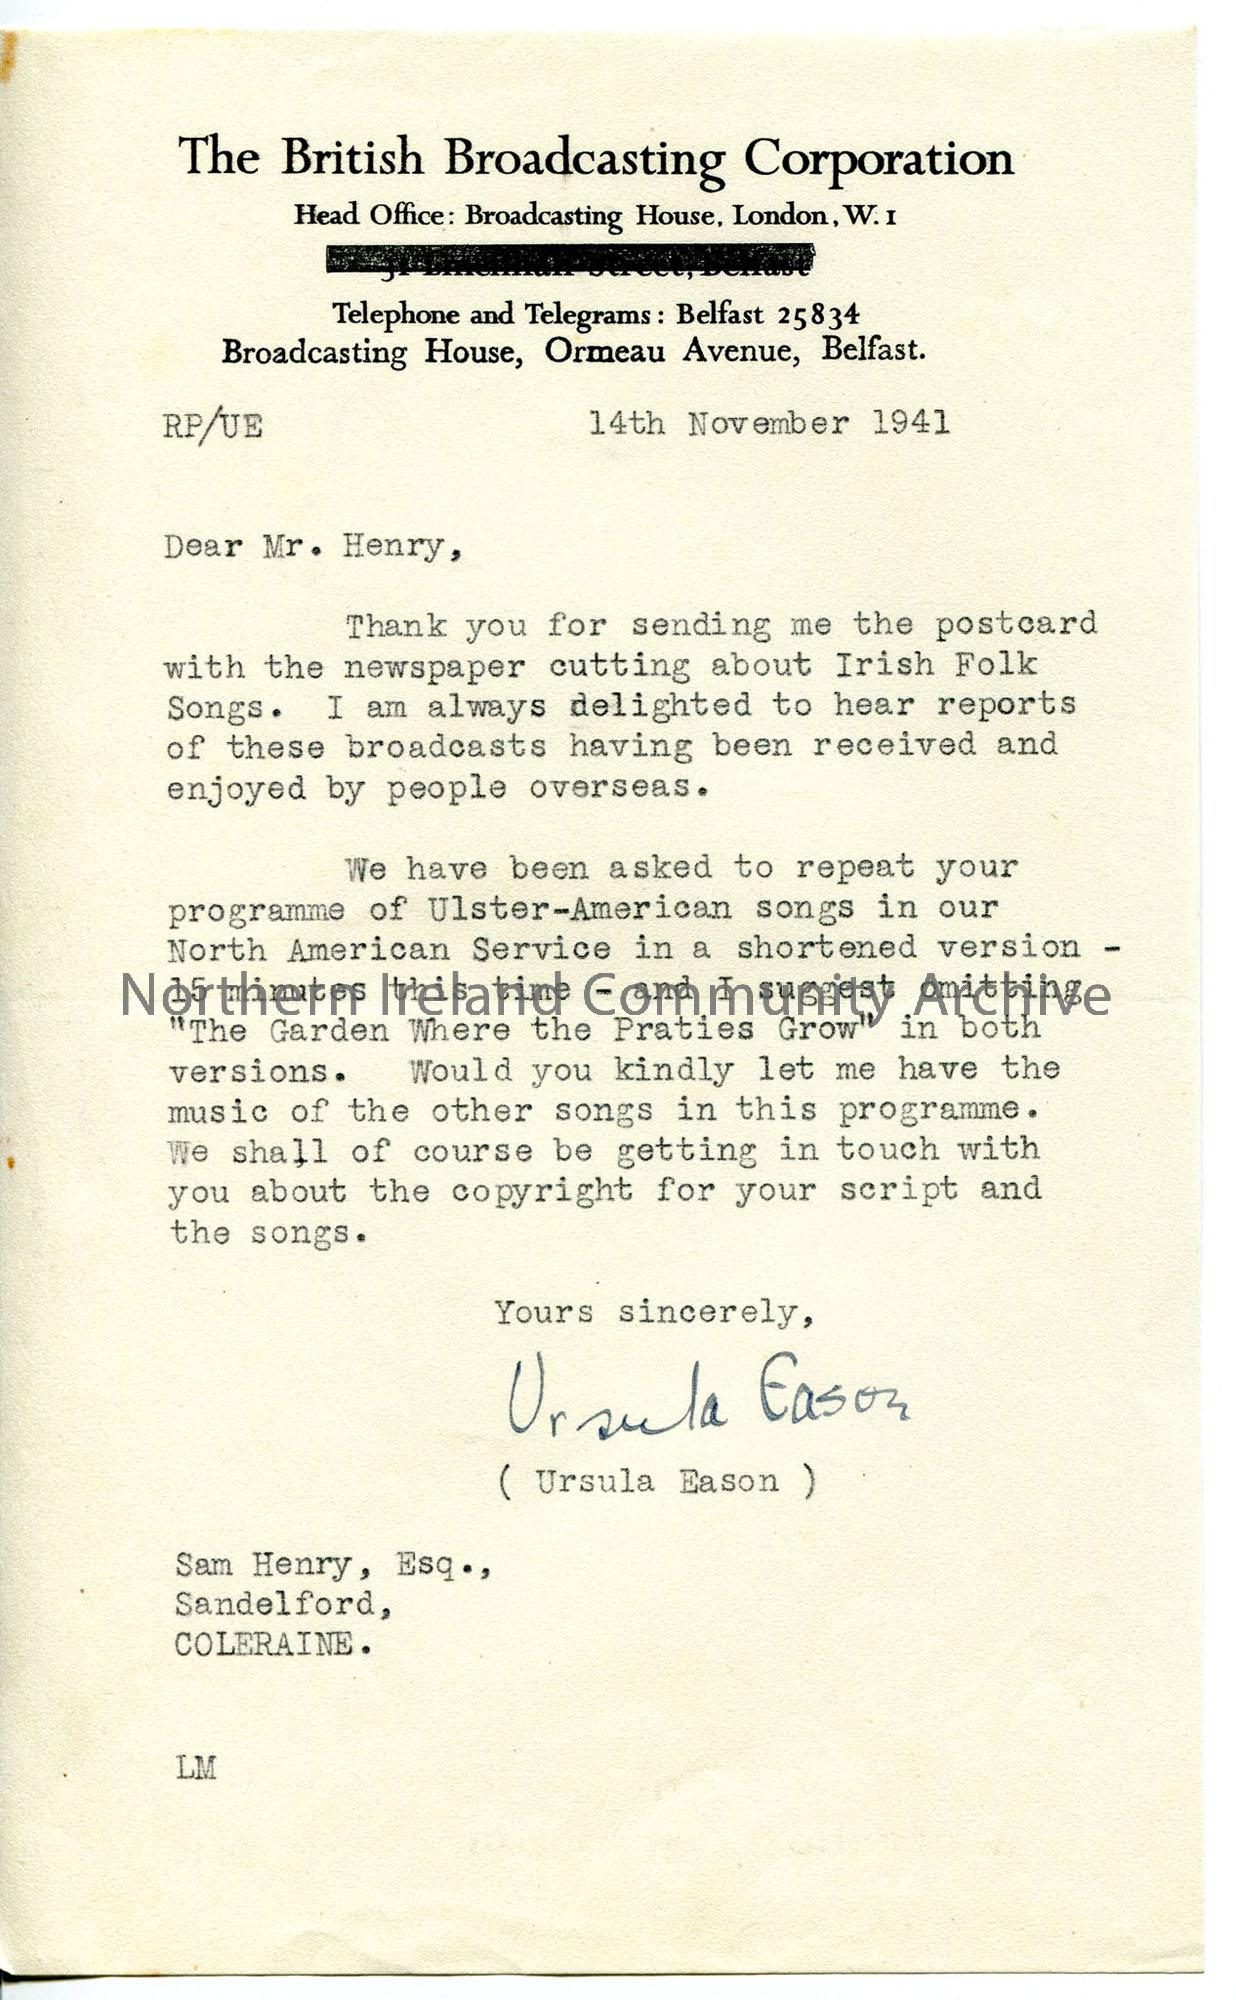 The British Broadcasting Corporation
Head Office: Broadcasting House, London, W.1
Street, Belfast
Telephone and Telegrams: Belfast 25834
Broadcasting House, Ormeau Avenue, Belfast.
RP/UE 14th November 1941
Dear Mr. Henry,
Thank you for sending me the postcard
with the newspaper cutting about Irish Folk
Songs. I am always delighted to hear reports
of these broadcasts having been received and
enjoyed by people overseas.
We have been asked to repeat your
programme of Ulster-American songs in our
North American Service in a shortened version -
15 minutes this time - and I suggest omitting
Northern Ireland Community Archive
"The Garden Where the Praties Grow" in both
versions. Would you kindly let me have the
music of the other songs in this programme.
We shall of course be getting in touch with
you about the copyright for your script and
the songs.
Yours sincerely,
Ursula Eason
( Ursula Eason )
Sam Henry, Esq.,
Sandelford,
COLERAINE.
LM